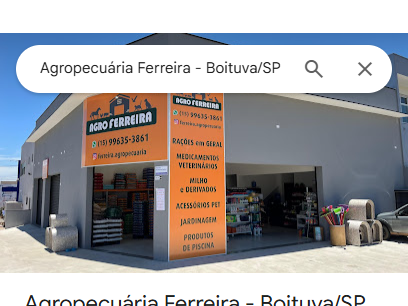 Agropecuária Ferreira - Boituva/SP
AGRO FERREIRA
(15) 99635-3861
ferreira.agropecuaria
AGRO FERREIRA
(15) 99635-3861
ferreira.agropecuaria
RAÇÕES em GERAL
MEDICAMENTOS
VETERINÁRIOS
MILHO
e DERIVADOS
ACESSÓRIOS PET
JARDINAGEM
PRODUTOS
DE PISCINA
Agropecuária Ferreira - Boituva/SP